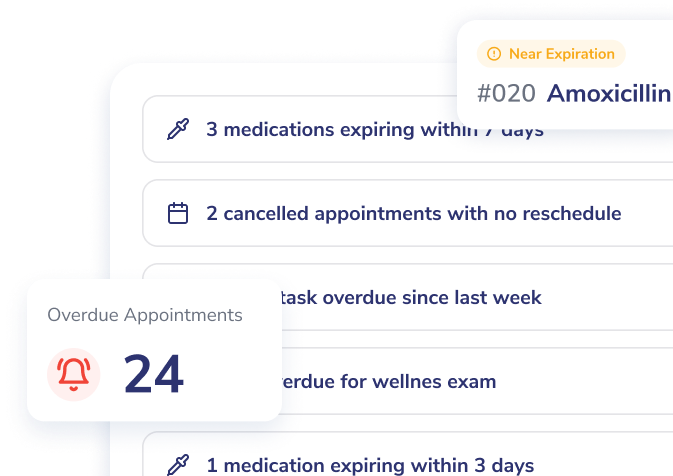 Near Expiration
#020 Amoxicillin
3 medications expiring within 7 days
2 cancelled appointments with no reschedule
task overdue since last week
Overdue Appointments
24
for wellnes exam
1 medication expiring within 3 days